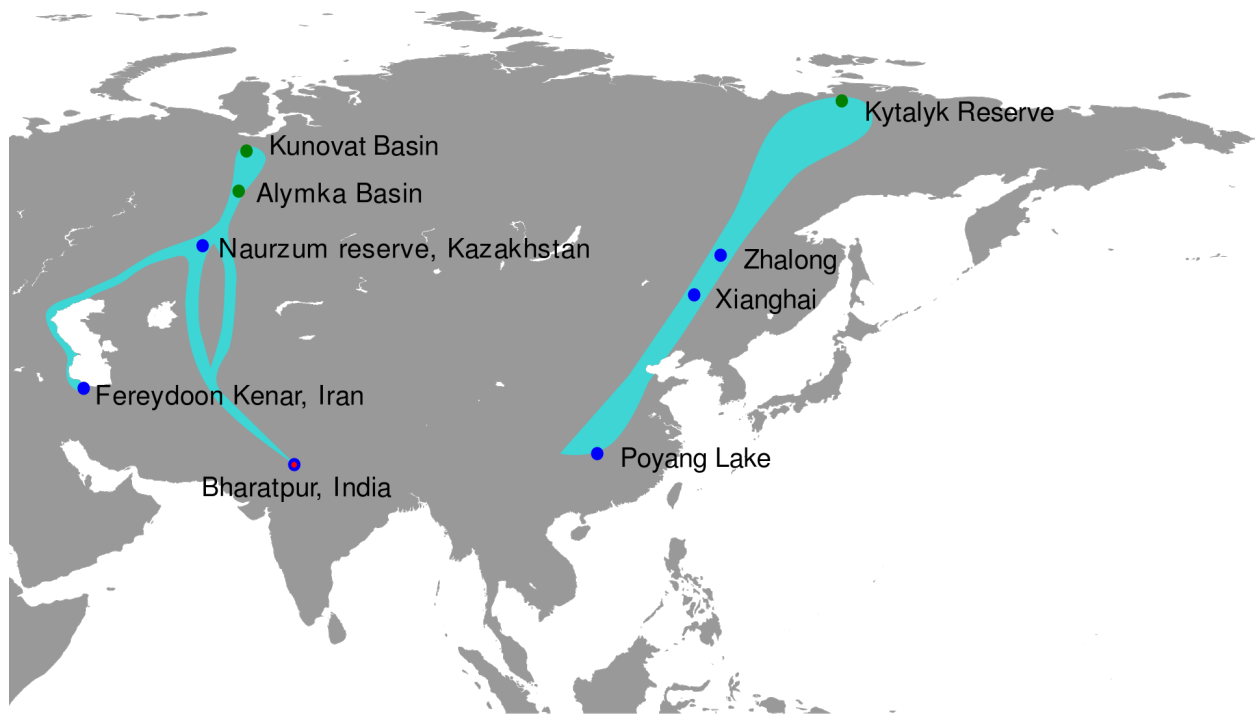 Kytalyk Reserve
Kunovat Basin
Alymka Basin
Naurzum reserve, Kazakhstan
Zhalong
Xianghai
Fereydoon Kenar, Iran
Poyang Lake
Bharatpur, India